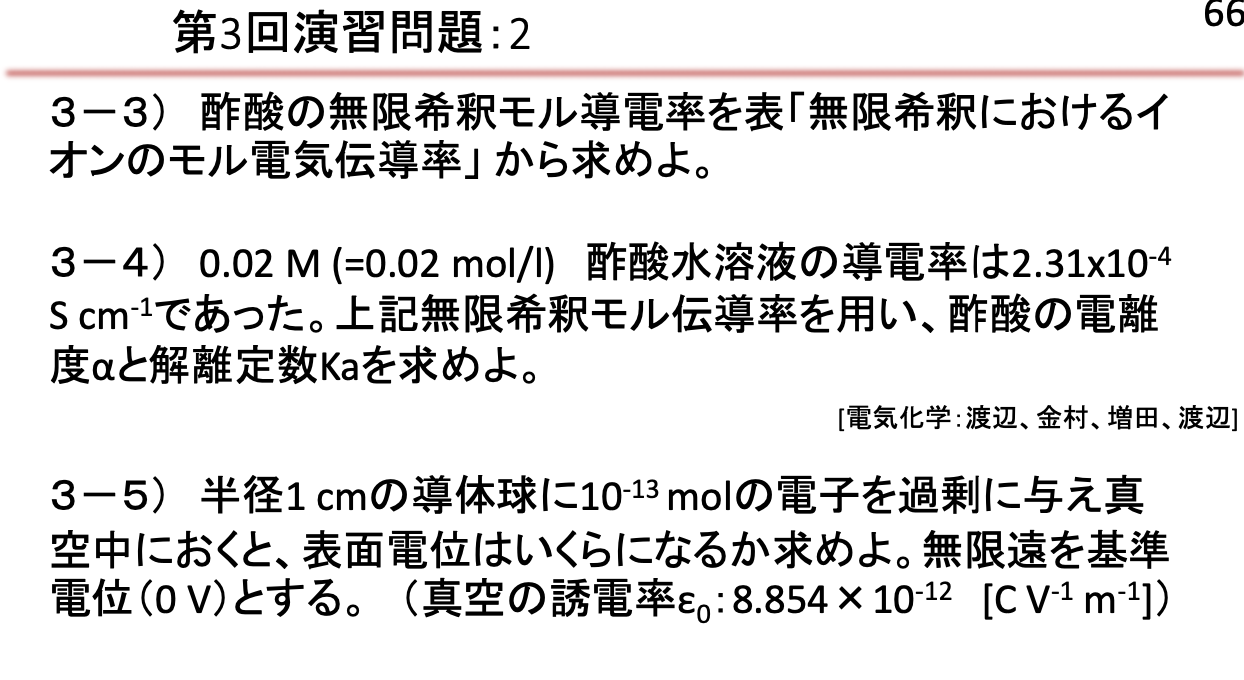 66
第3回演習問題：2
３－３） 酢酸の無限希釈モル導電率を表「無限希釈におけるイ
オンのモル電気伝導率」から求めよ。
３－４） 0.02 M (=0.02 mol/l) 酢酸水溶液の導電率は2.31x10⁻⁴
S cm⁻¹であった。上記無限希釈モル伝導率を用い、酢酸の電離
度αと解離定数Kaを求めよ。
[電気化学：渡辺、金村、増田、渡辺]
３－５） 半径1 cmの導体球に10⁻¹³ molの電子を過剰に与え真
空中におくと、表面電位はいくらになるか求めよ。無限遠を基準
電位（0 V）とする。 （真空の誘電率ε₀：8.854×10⁻¹² [C V⁻¹ m⁻¹]）